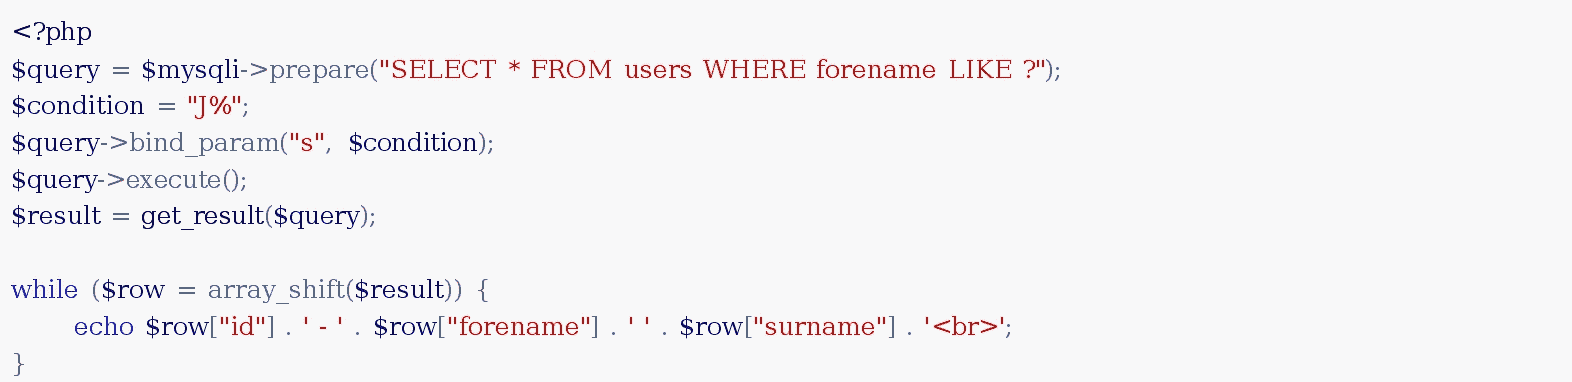 <?php
$query = $mysqli->prepare("SELECT * FROM users WHERE forename LIKE ?");
$condition = "J%";
$query->bind_param("s", $condition);
$query->execute();
$result = get_result($query);
while ($row = array_shift($result)) {
echo $row["id"] . ' - ' . $row["forename"] . ' ' . $row["surname"] . '<br>';
}